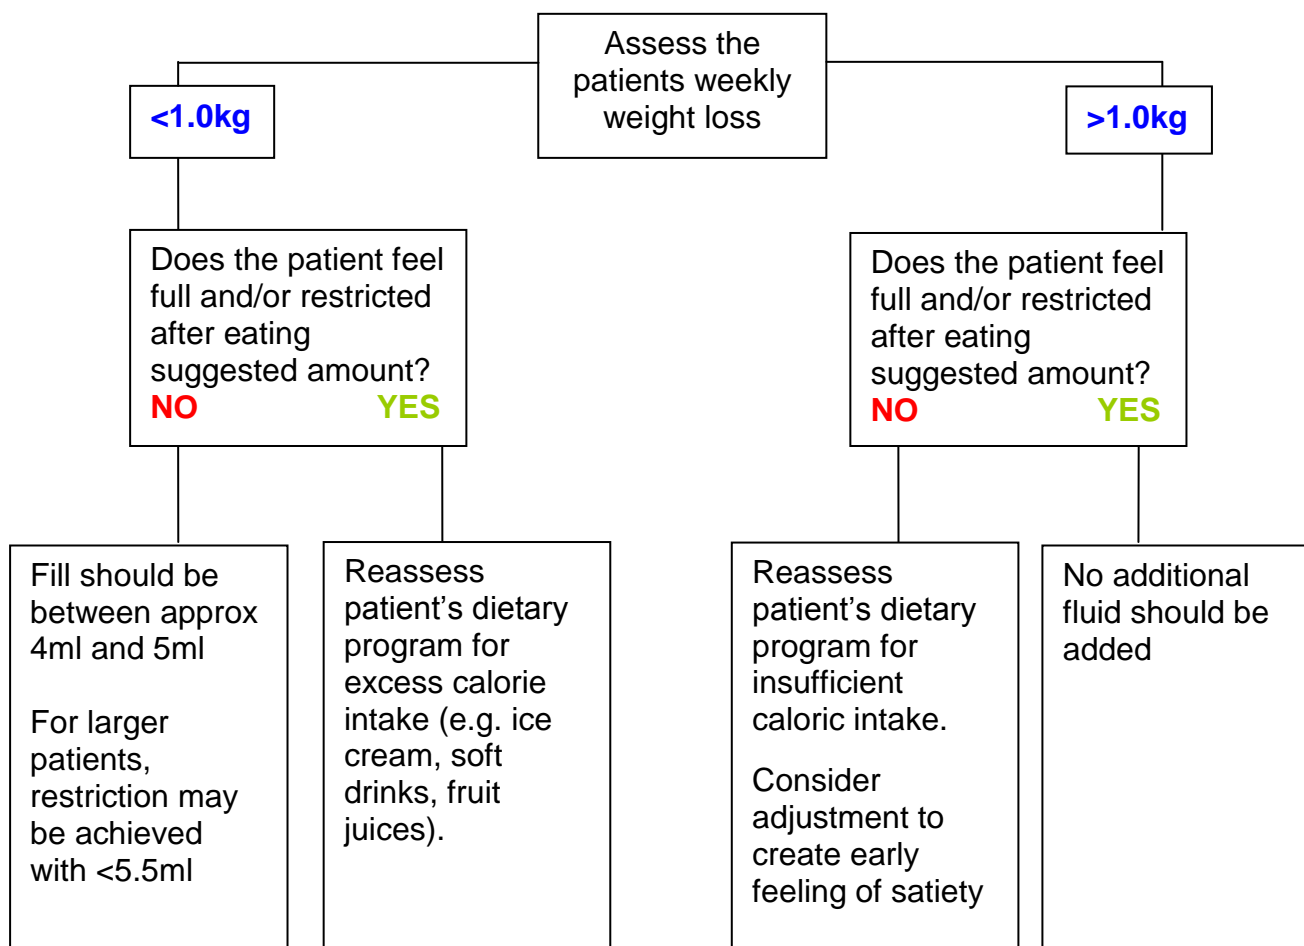 Assess the
patients weekly
weight loss
<1.0kg
>1.0kg
Does the patient feel
full and/or restricted
after eating
suggested amount?
NO YES
Does the patient feel
full and/or restricted
after eating
suggested amount?
NO YES
Fill should be
between approx
4ml and 5ml
For larger
patients,
restriction may
be achieved
with <5.5ml
Reassess
patient’s dietary
program for
excess calorie
intake (e.g. ice
cream, soft
drinks, fruit
juices).
Reassess
patient’s dietary
program for
insufficient
caloric intake.
Consider
adjustment to
create early
feeling of satiety
No additional
fluid should be
added